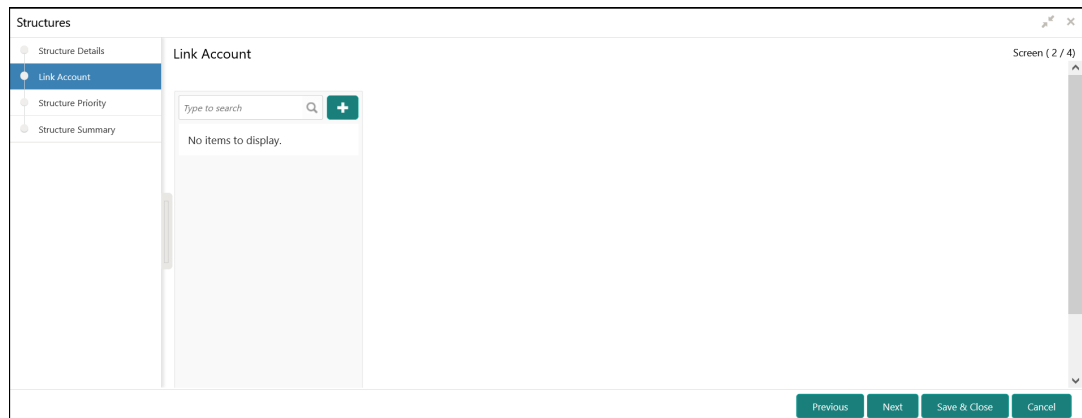 Structures
Structure Details
Link Account
Structure Priority
Structure Summary
Link Account
Screen ( 2 / 4)
Type to search
No items to display.
Previous
Next
Save & Close
Cancel